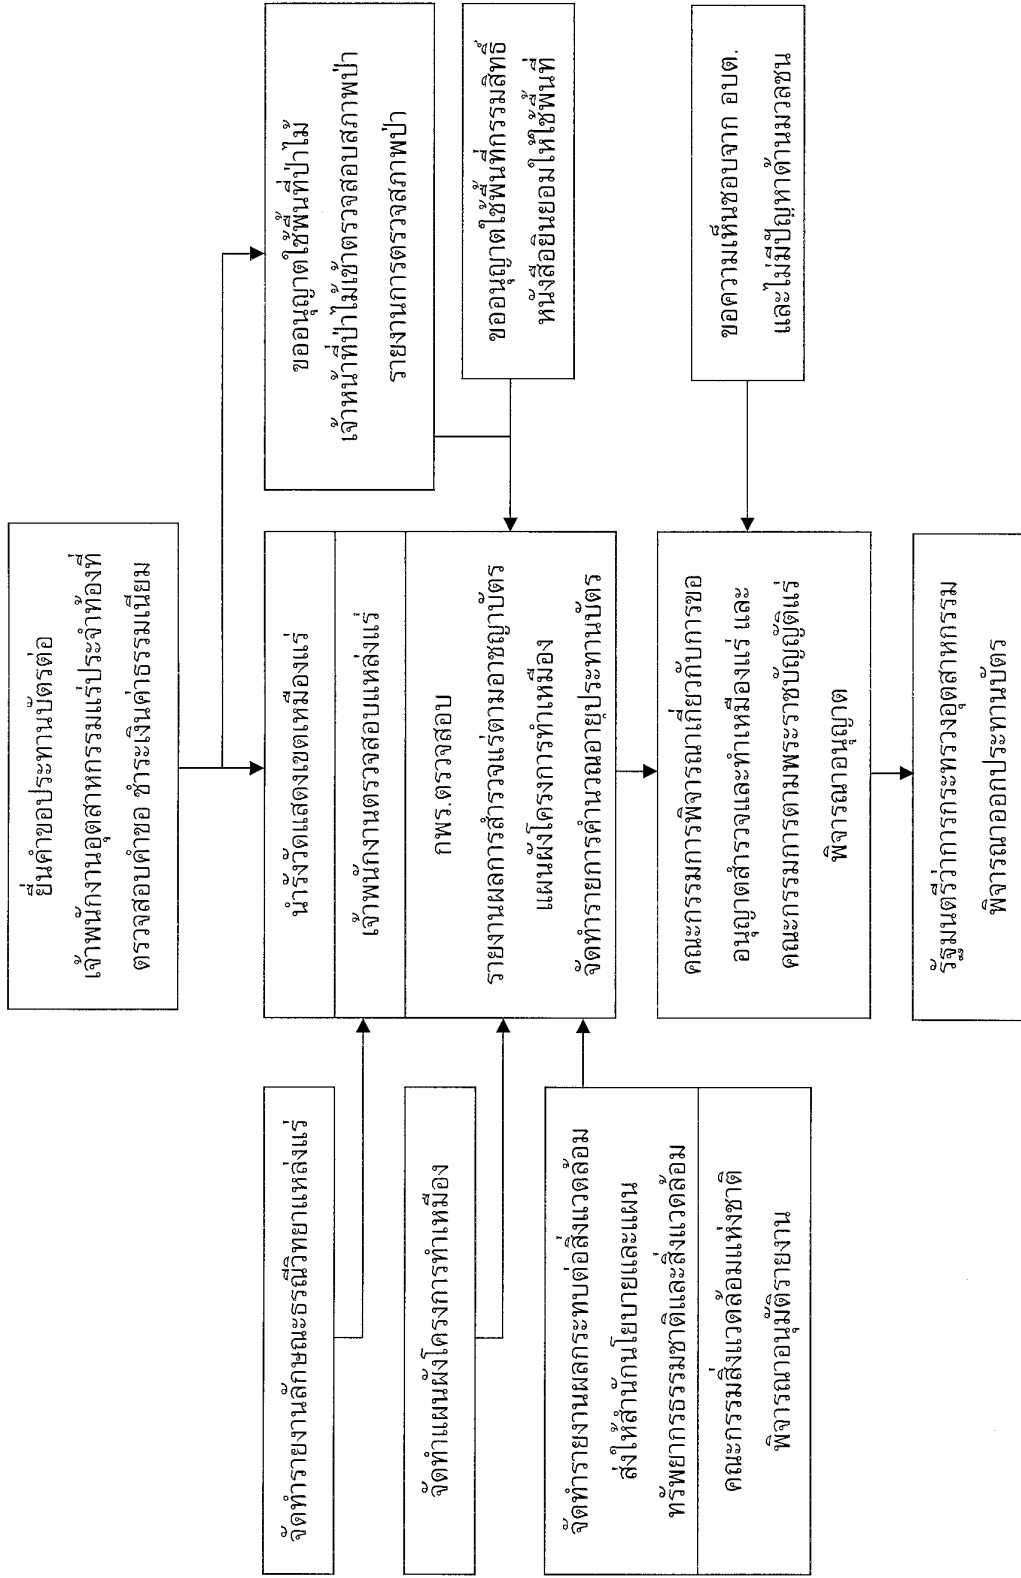 ยื่นคำขอประทานบัตรต่อ
เจ้าพนักงานอุตสาหกรรมแร่ประจำท้องที่
ตรวจสอบคำขอ ชำระเงินค่าธรรมเนียม
จัดทำรายงานลักษณะธรณีวิทยาแหล่งแร่
นำรังวัดแสดงเขตเหมืองแร่
ขออนุญาตใช้พื้นที่ป่าไม้
เจ้าหน้าที่ป่าไม้เข้าตรวจสอบสภาพป่า
รายงานการตรวจสภาพป่า
เจ้าพนักงานตรวจสอบแหล่งแร่
จัดทำแผนผังโครงการทำเหมือง
กพร.ตรวจสอบ
รายงานผลการสำรวจแร่ตามอาชญาบัตร
แผนผังโครงการทำเหมือง
จัดทำรายการคำนวณอายุประทานบัตร
ขออนุญาตใช้พื้นที่กรรมสิทธิ์
หนังสือยินยอมให้ใช้พื้นที่
จัดทำรายงานผลกระทบต่อสิ่งแวดล้อม
ส่งให้สำนักนโยบายและแผน
ทรัพยากรธรรมชาติและสิ่งแวดล้อม
คณะกรรมสิ่งแวดล้อมแห่งชาติ
พิจารณาอนุมัติรายงาน
คณะกรรมการพิจารณาเกี่ยวกับการขอ
อนุญาตสำรวจและทำเหมืองแร่ และ
คณะกรรมการตามพระราชบัญญัติแร่
พิจารณาอนุญาต
ขอความเห็นชอบจาก อบต.
และไม่มีปัญหาด้านมวลชน
รัฐมนตรีว่าการกระทรวงอุตสาหกรรม
พิจารณาออกประทานบัตร